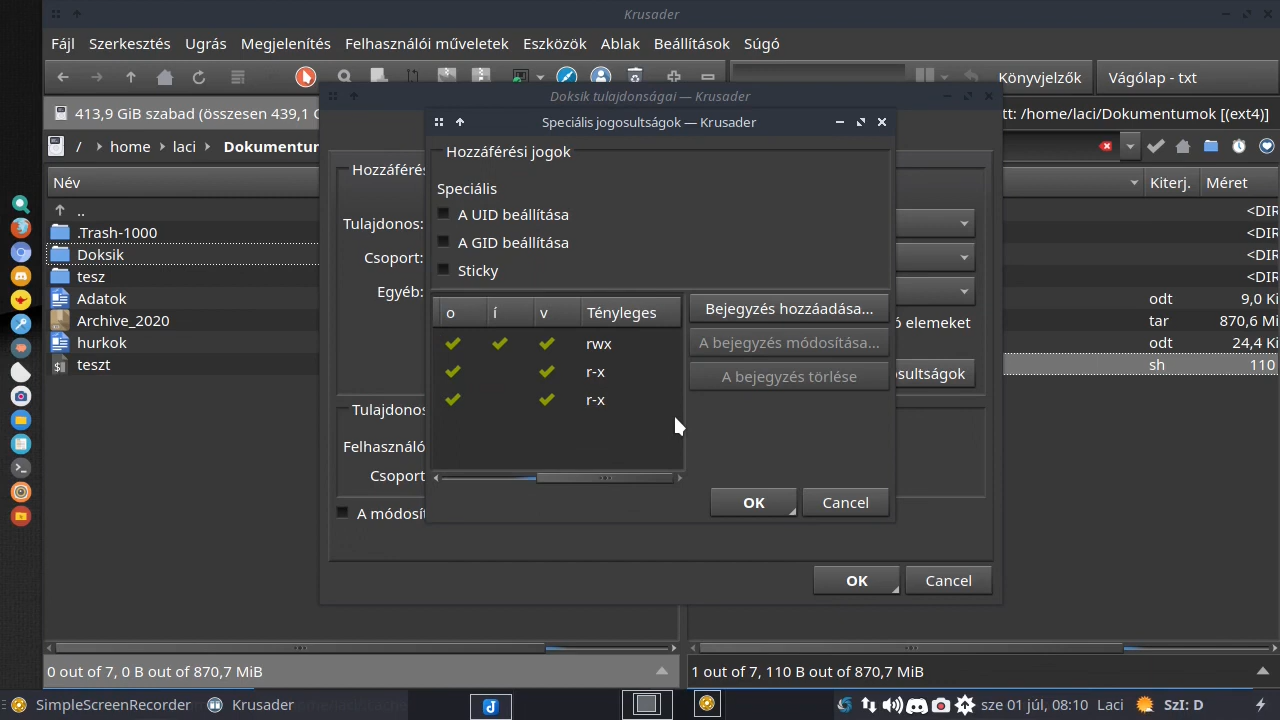 Krusader
Fájl Szerkesztés Ugrás Megjelenítés Felhasználói műveletek Eszközök Ablak Beállítások Súgó
Könyvjelzők Vágólap - txt
Doksik tulajdonságai — Krusader
413,9 GiB szabad (összesen 439,1
tt: /home/laci/Dokumentumok [(ext4)]
Speciális jogosultságok — Krusader
/ home laci Dokumentu
Hozzáférési jogok
Hozzáférés
Név
Kiterj. Méret
Speciális
..
<DIR
A UID beállítása
Tulajdonos:
.Trash-1000
<DIR
A GID beállítása
Doksik
<DIR
Csoport:
Sticky
tesz
<DIR
Egyéb:
Adatok
odt 9,0 Ki
o í v Tényleges
Bejegyzés hozzáadása...
Archive_2020
ó elemeket
tar 870,6 M
hurkok
rwx
A bejegyzés módosítása...
odt 24,4 Ki
teszt
r-x
A bejegyzés törlése
osultságok
sh 110
r-x
Tulajdonos
Felhasználó
Csoport
OK Cancel
A módosít
OK Cancel
0 out of 7, 0 B out of 870,7 MiB
1 out of 7, 110 B out of 870,7 MiB
SimpleScreenRecorder Krusader
sze 01 júl, 08:10 Laci SzI: D